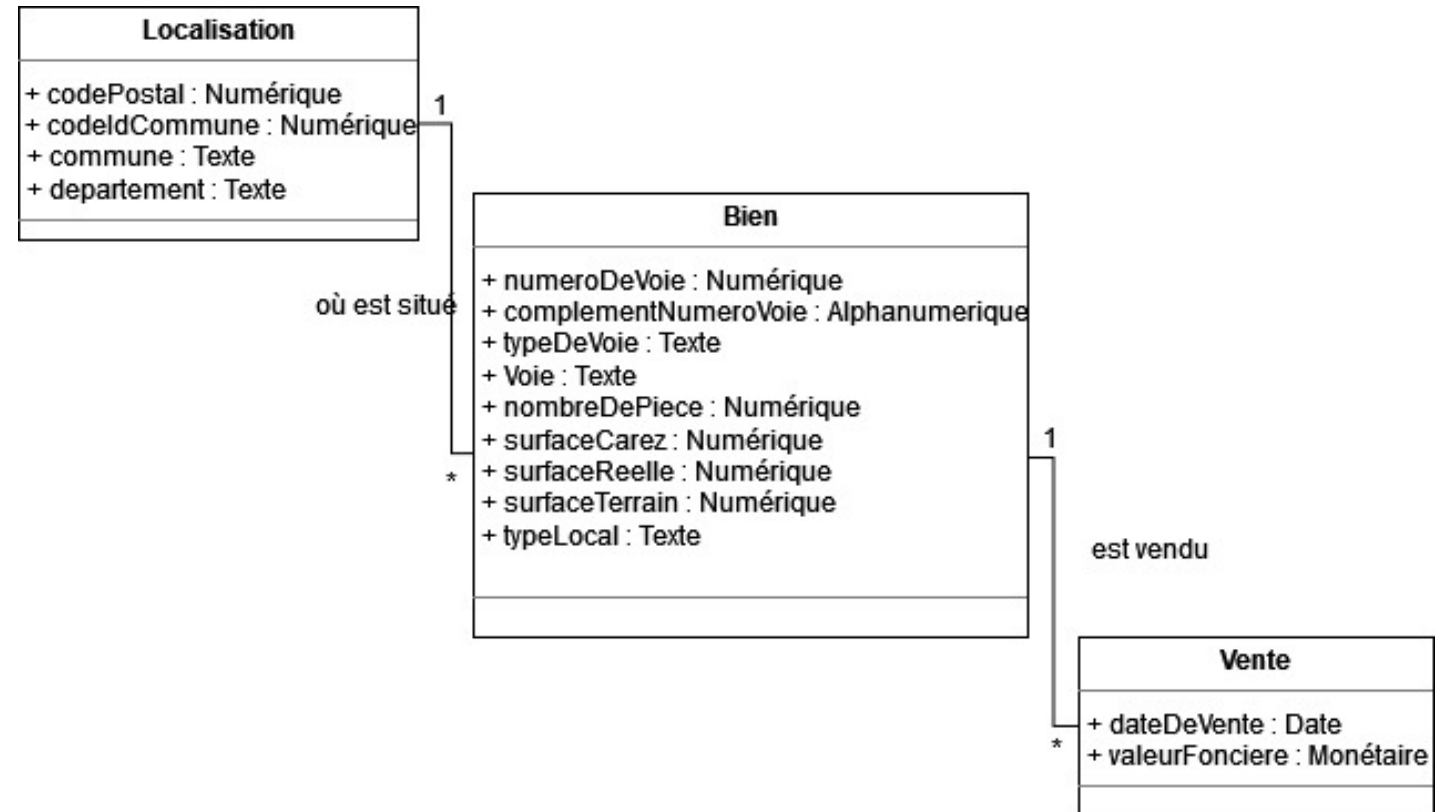 Localisation
+ codePostal : Numérique
+ codeIdCommune : Numérique
+ commune : Texte
+ departement : Texte
1
où est situé
*
Bien
+ numeroDeVoie : Numérique
+ complementNumeroVoie : Alphanumerique
+ typeDeVoie : Texte
+ Voie : Texte
+ nombreDePiece : Numérique
+ surfaceCarez : Numérique
+ surfaceReelle : Numérique
+ surfaceTerrain : Numérique
+ typeLocal : Texte
1
est vendu
*
Vente
+ dateDeVente : Date
+ valeurFonciere : Monétaire